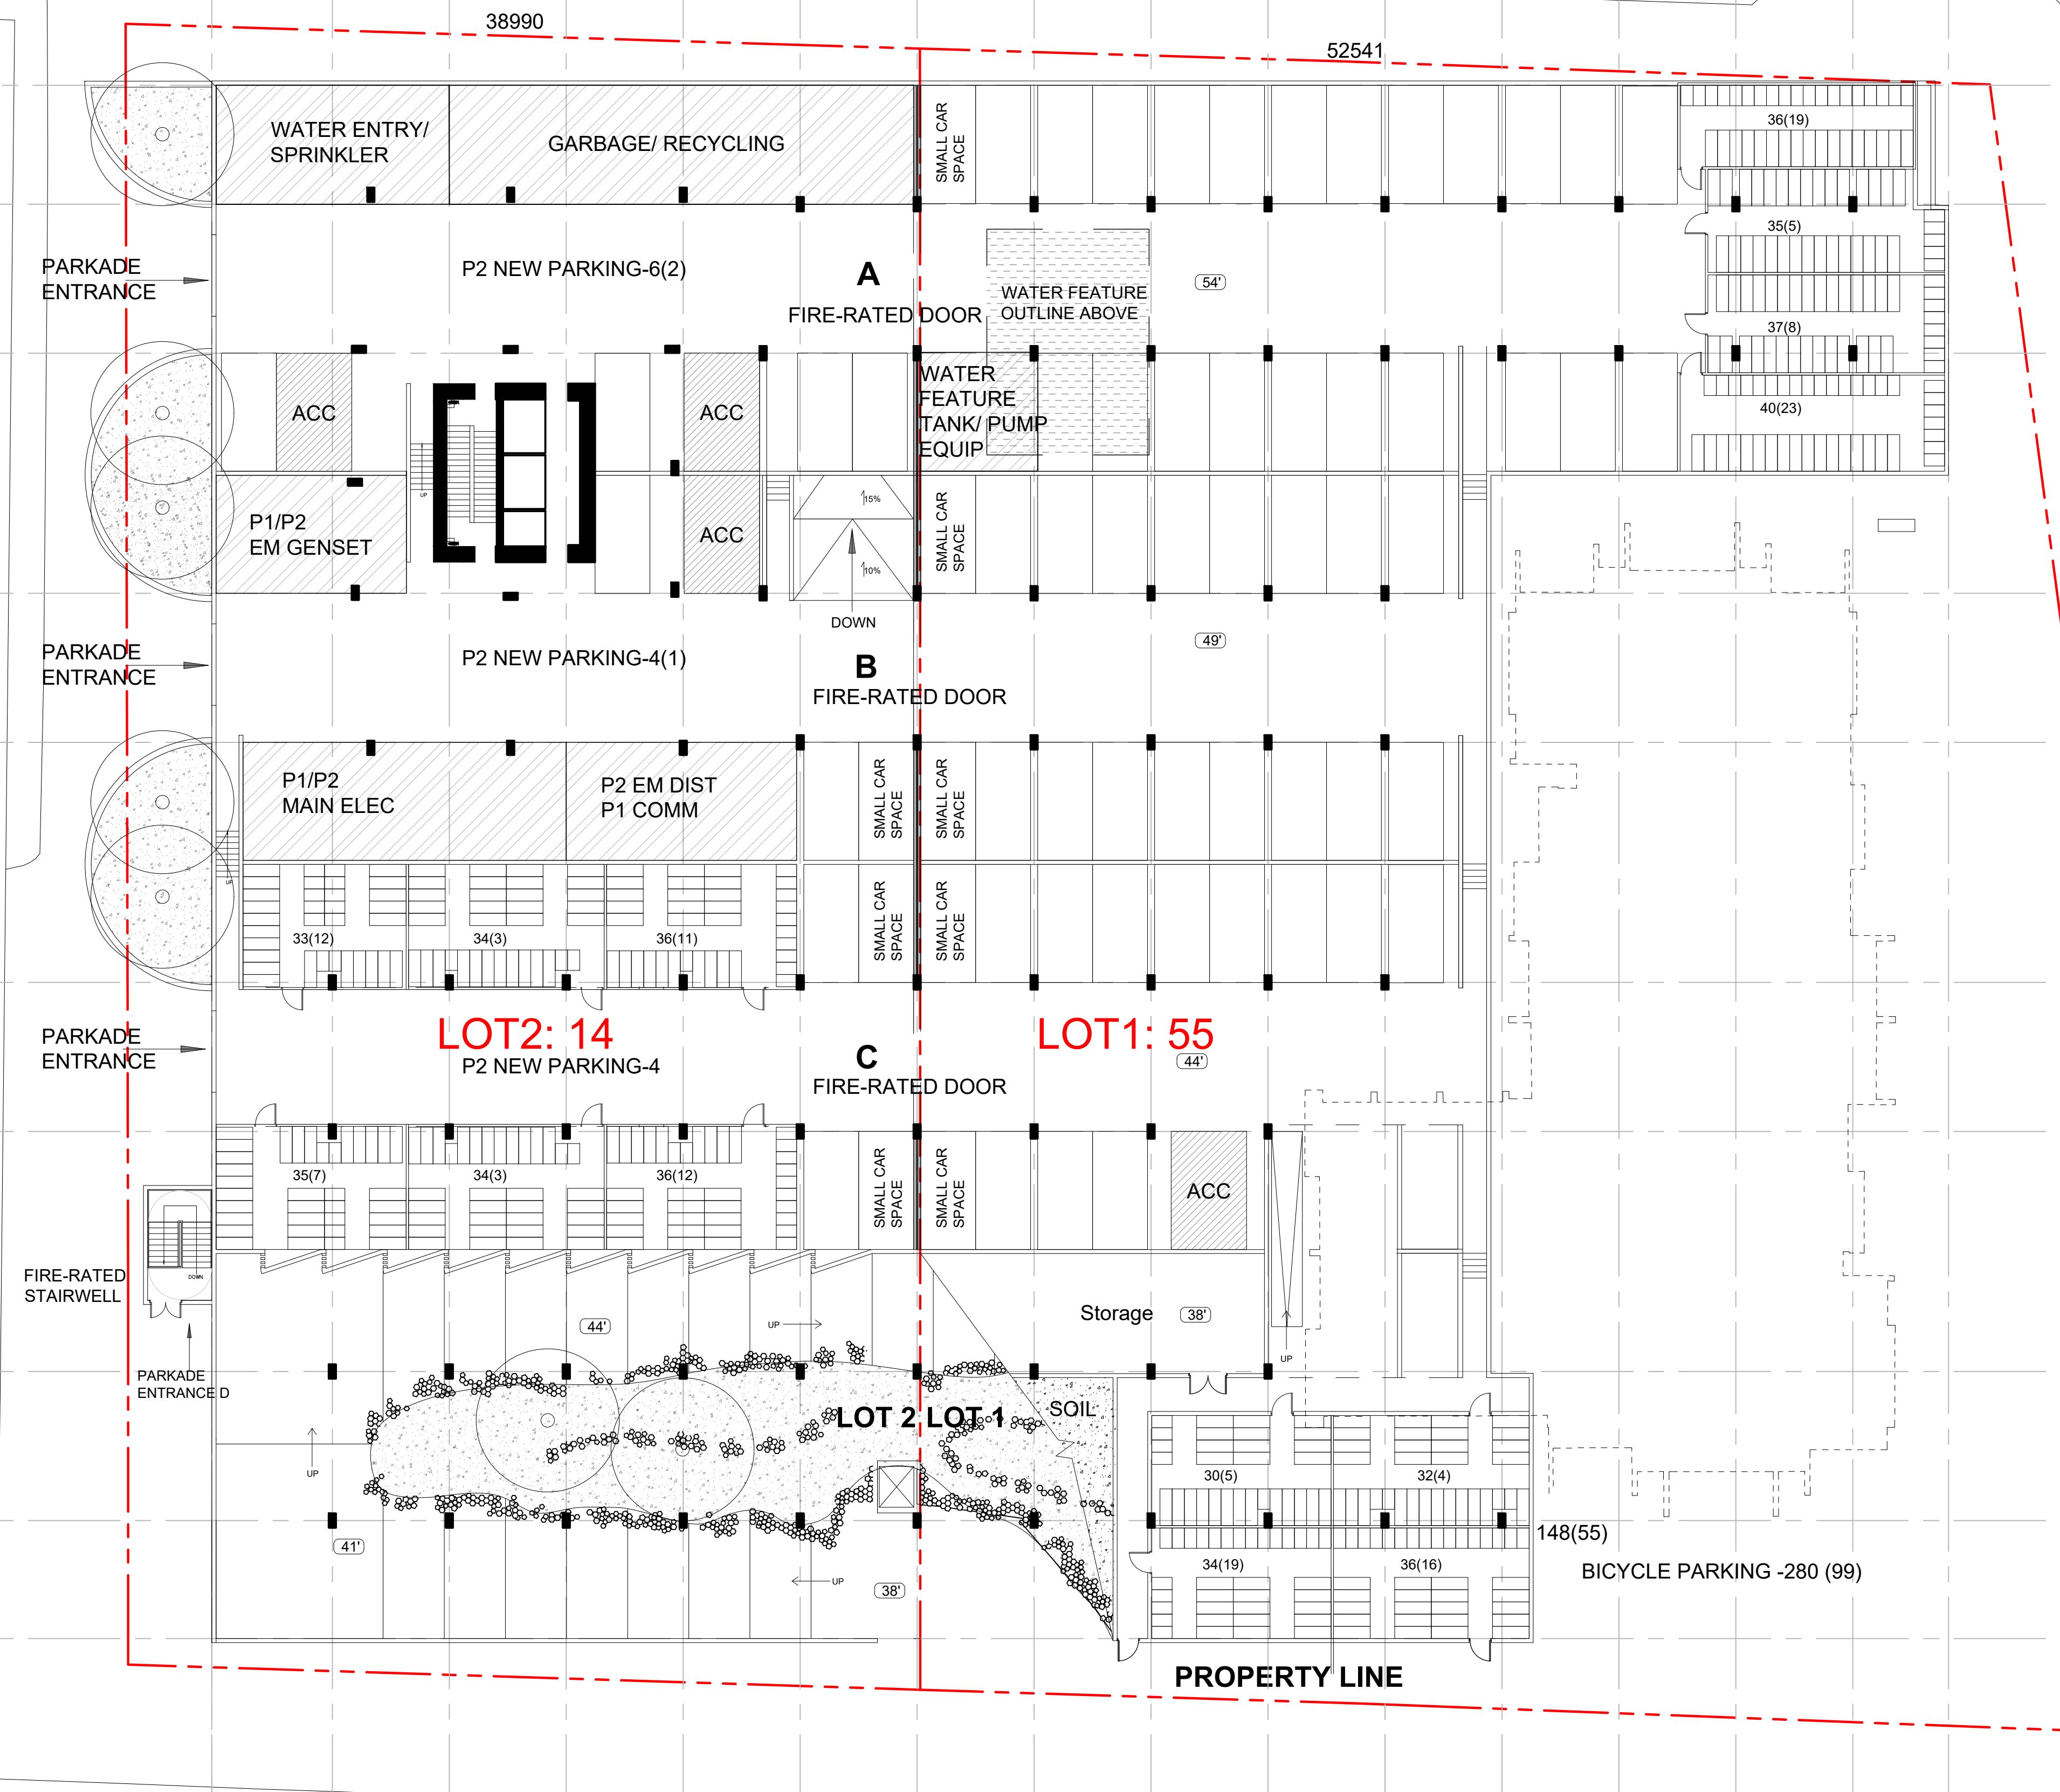 38990
52541
WATER ENTRY/
SPRINKLER
GARBAGE/ RECYCLING
SMALL CAR
SPACE
36(19)
35(5)
PARKADE
ENTRANCE
P2 NEW PARKING-6(2)
A
FIRE-RATED DOOR
WATER FEATURE
OUTLINE ABOVE
54'
37(8)
ACC
ACC
WATER
FEATURE
TANK/ PUMP
EQUIP
40(23)
UP
P1/P2
EM GENSET
ACC
15%
10%
DOWN
SMALL CAR
SPACE
PARKADE
ENTRANCE
P2 NEW PARKING-4(1)
B
FIRE-RATED DOOR
49'
P1/P2
MAIN ELEC
P2 EM DIST
P1 COMM
SMALL CAR
SPACE
SMALL CAR
SPACE
UP
33(12)
34(3)
36(11)
SMALL CAR
SPACE
SMALL CAR
SPACE
PARKADE
ENTRANCE
LOT2: 14
LOT1: 55
P2 NEW PARKING-4
C
FIRE-RATED DOOR
44'
35(7)
34(3)
36(12)
SMALL CAR
SPACE
SMALL CAR
SPACE
ACC
FIRE-RATED
STAIRWELL
DOWN
PARKADE
ENTRANCE D
44'
UP
Storage
38'
UP
LOT 2
LOT 1
SOIL
UP
30(5)
32(4)
41'
UP
38'
34(19)
36(16)
148(55)
BICYCLE PARKING -280 (99)
PROPERTY LINE